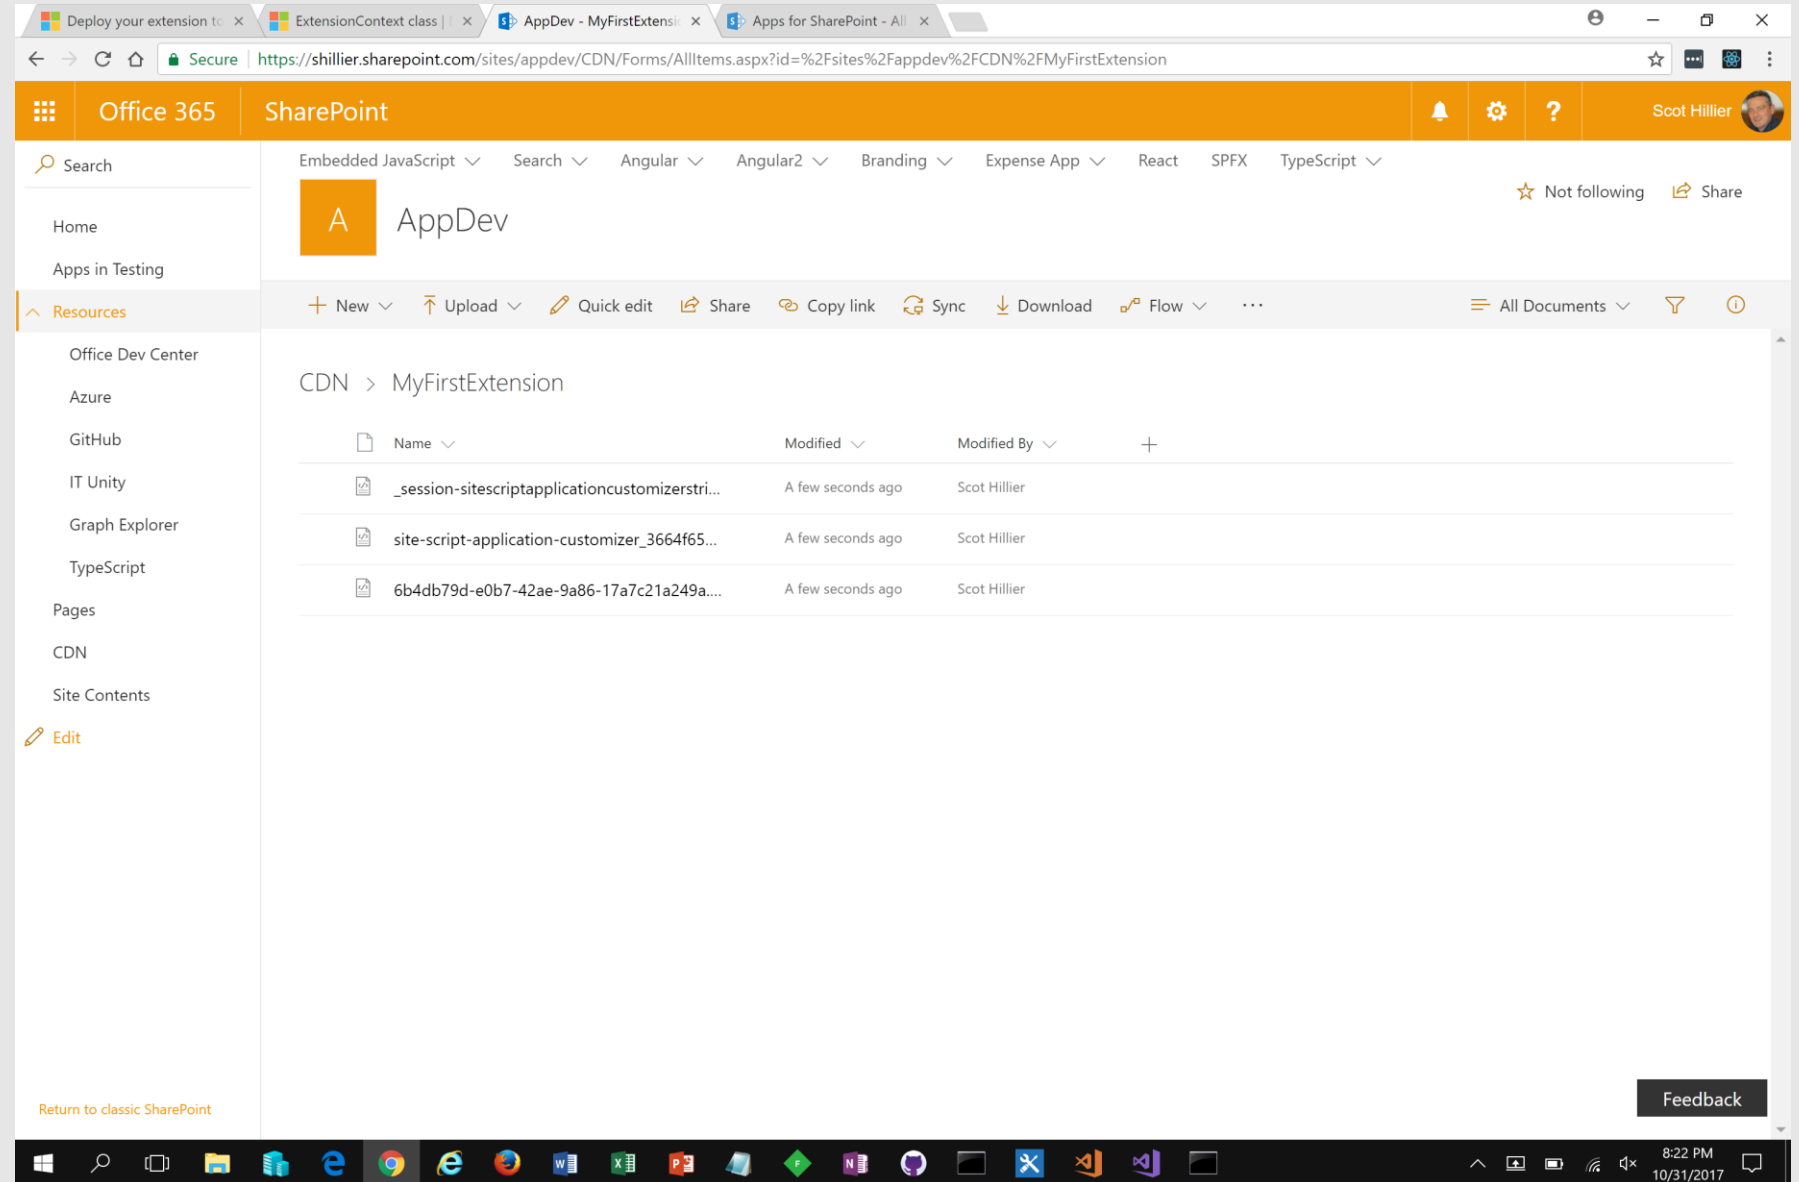 Deploy your extension to
ExtensionContext class |
AppDev - MyFirstExtensio
Apps for SharePoint - All
Secure
https://shillier.sharepoint.com/sites/appdev/CDN/Forms/AllItems.aspx?id=%2Fsites%2Fappdev%2FCDN%2FMyFirstExtension
Office 365
SharePoint
Scot Hillier
Search
Embedded JavaScript
Search
Angular
Angular2
Branding
Expense App
React
SPFX
TypeScript
Not following
Share
A
AppDev
Home
Apps in Testing
Resources
Office Dev Center
Azure
GitHub
IT Unity
Graph Explorer
TypeScript
Pages
CDN
Site Contents
Edit
Return to classic SharePoint
New
Upload
Quick edit
Share
Copy link
Sync
Download
Flow
...
All Documents
CDN > MyFirstExtension
Name
Modified
Modified By
_session-sitescriptapplicationcustomizerstri...
A few seconds ago
Scot Hillier
site-script-application-customizer_3664f65...
A few seconds ago
Scot Hillier
6b4db79d-e0b7-42ae-9a86-17a7c21a249a....
A few seconds ago
Scot Hillier
Feedback
8:22 PM
10/31/2017